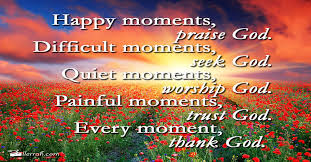 Happy moments,
praise God.
Difficult moments,
seek God.
Quiet moments,
worship God.
Painful moments,
trust God.
Every moment,
thank God.